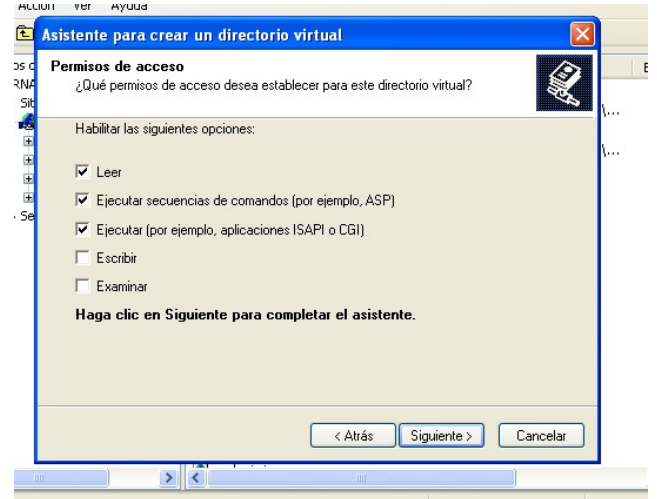 Acción Ver Ayuda
Asistente para crear un directorio virtual
Permisos de acceso
¿Qué permisos de acceso desea establecer para este directorio virtual?
Habilitar las siguientes opciones:
Leer
Ejecutar secuencias de comandos (por ejemplo, ASP)
Ejecutar (por ejemplo, aplicaciones ISAPI o CGI)
Escribir
Examinar
Haga clic en Siguiente para completar el asistente.
< Atrás Siguiente > Cancelar